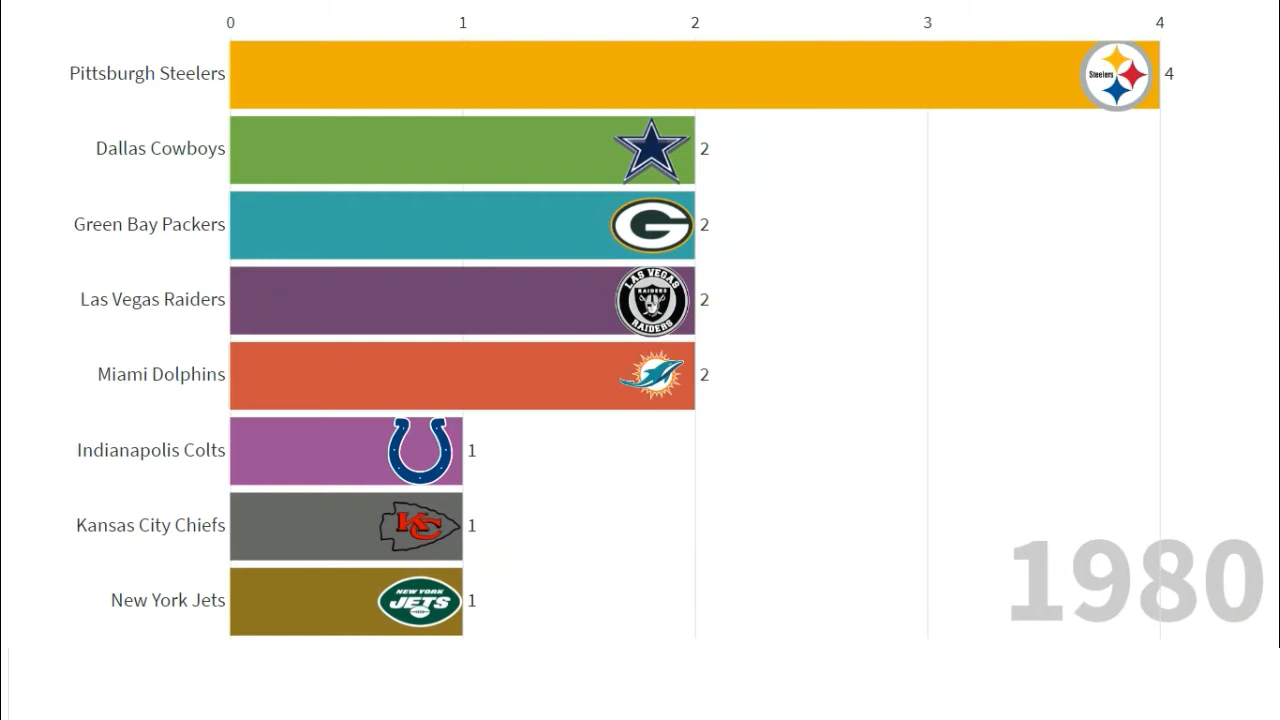 0 1 2 3 4
Pittsburgh Steelers Steelers 4
Dallas Cowboys 2
Green Bay Packers G 2
Las Vegas Raiders LAS VEGAS RAIDERS RAIDERS 2
Miami Dolphins 2
Indianapolis Colts 1
Kansas City Chiefs KC 1
New York Jets NEW YORK JETS 1
1980